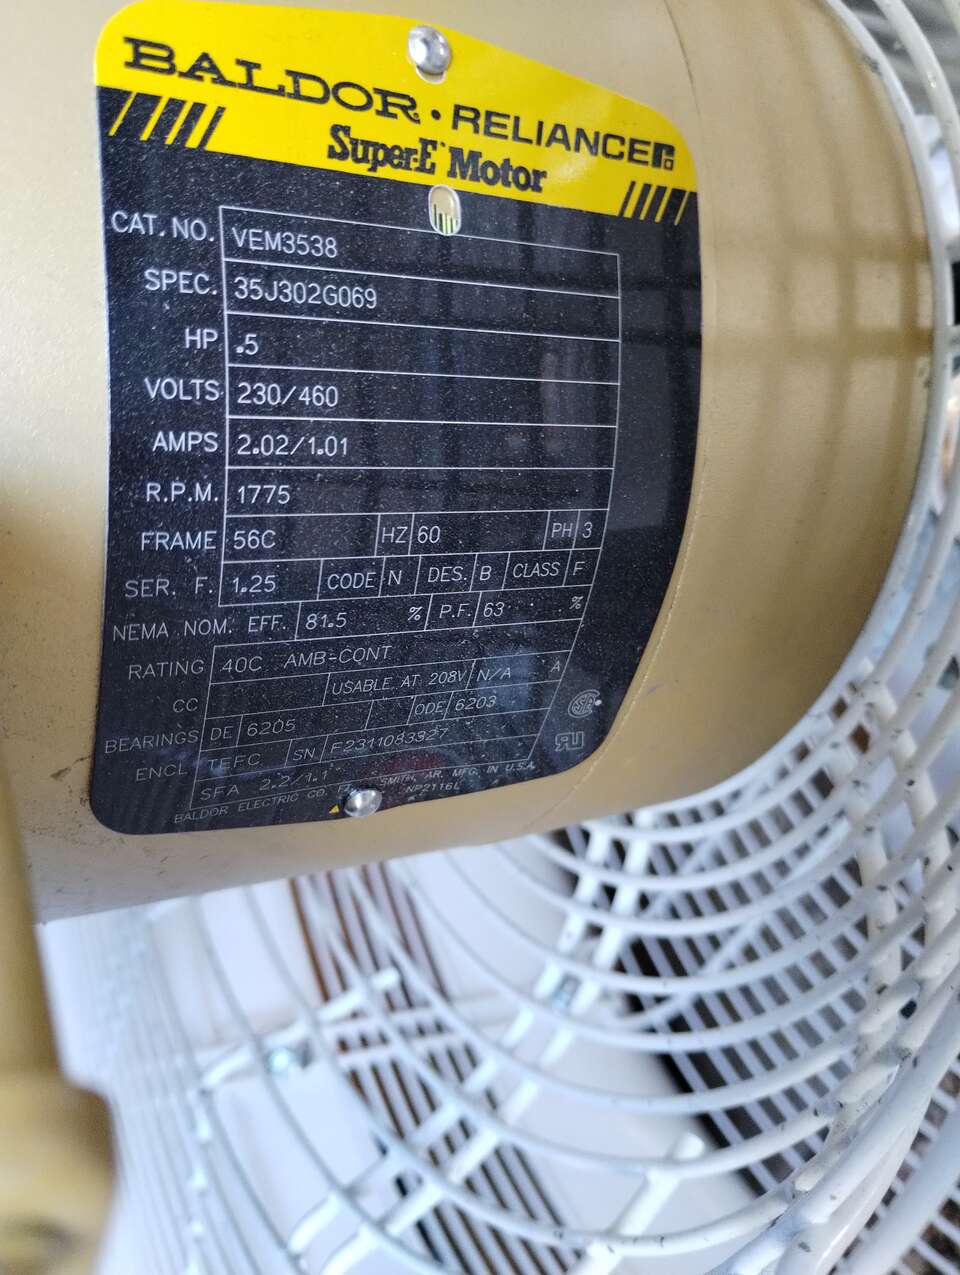 BALDOR · RELIANCE
Super-E Motor
CAT. NO. VEM3538
SPEC. 35J302G069
HP .5
VOLTS 230/460
AMPS 2.02/1.01
R.P.M. 1775
FRAME 56C HZ 60 PH 3
SER. F. 1.25 CODE N DES. B CLASS F
NEMA NOM. EFF. 81.5 % P.F. 63 %
RATING 40C AMB-CONT
CC USABLE AT 208V N/A A
BEARINGS DE 6205 ODE 6203
ENCL TEFC SN F2311083327
SFA 2.2/1.1
BALDOR ELECTRIC CO. SMITH, AR. MFG. IN U.S.A.
NP2116L